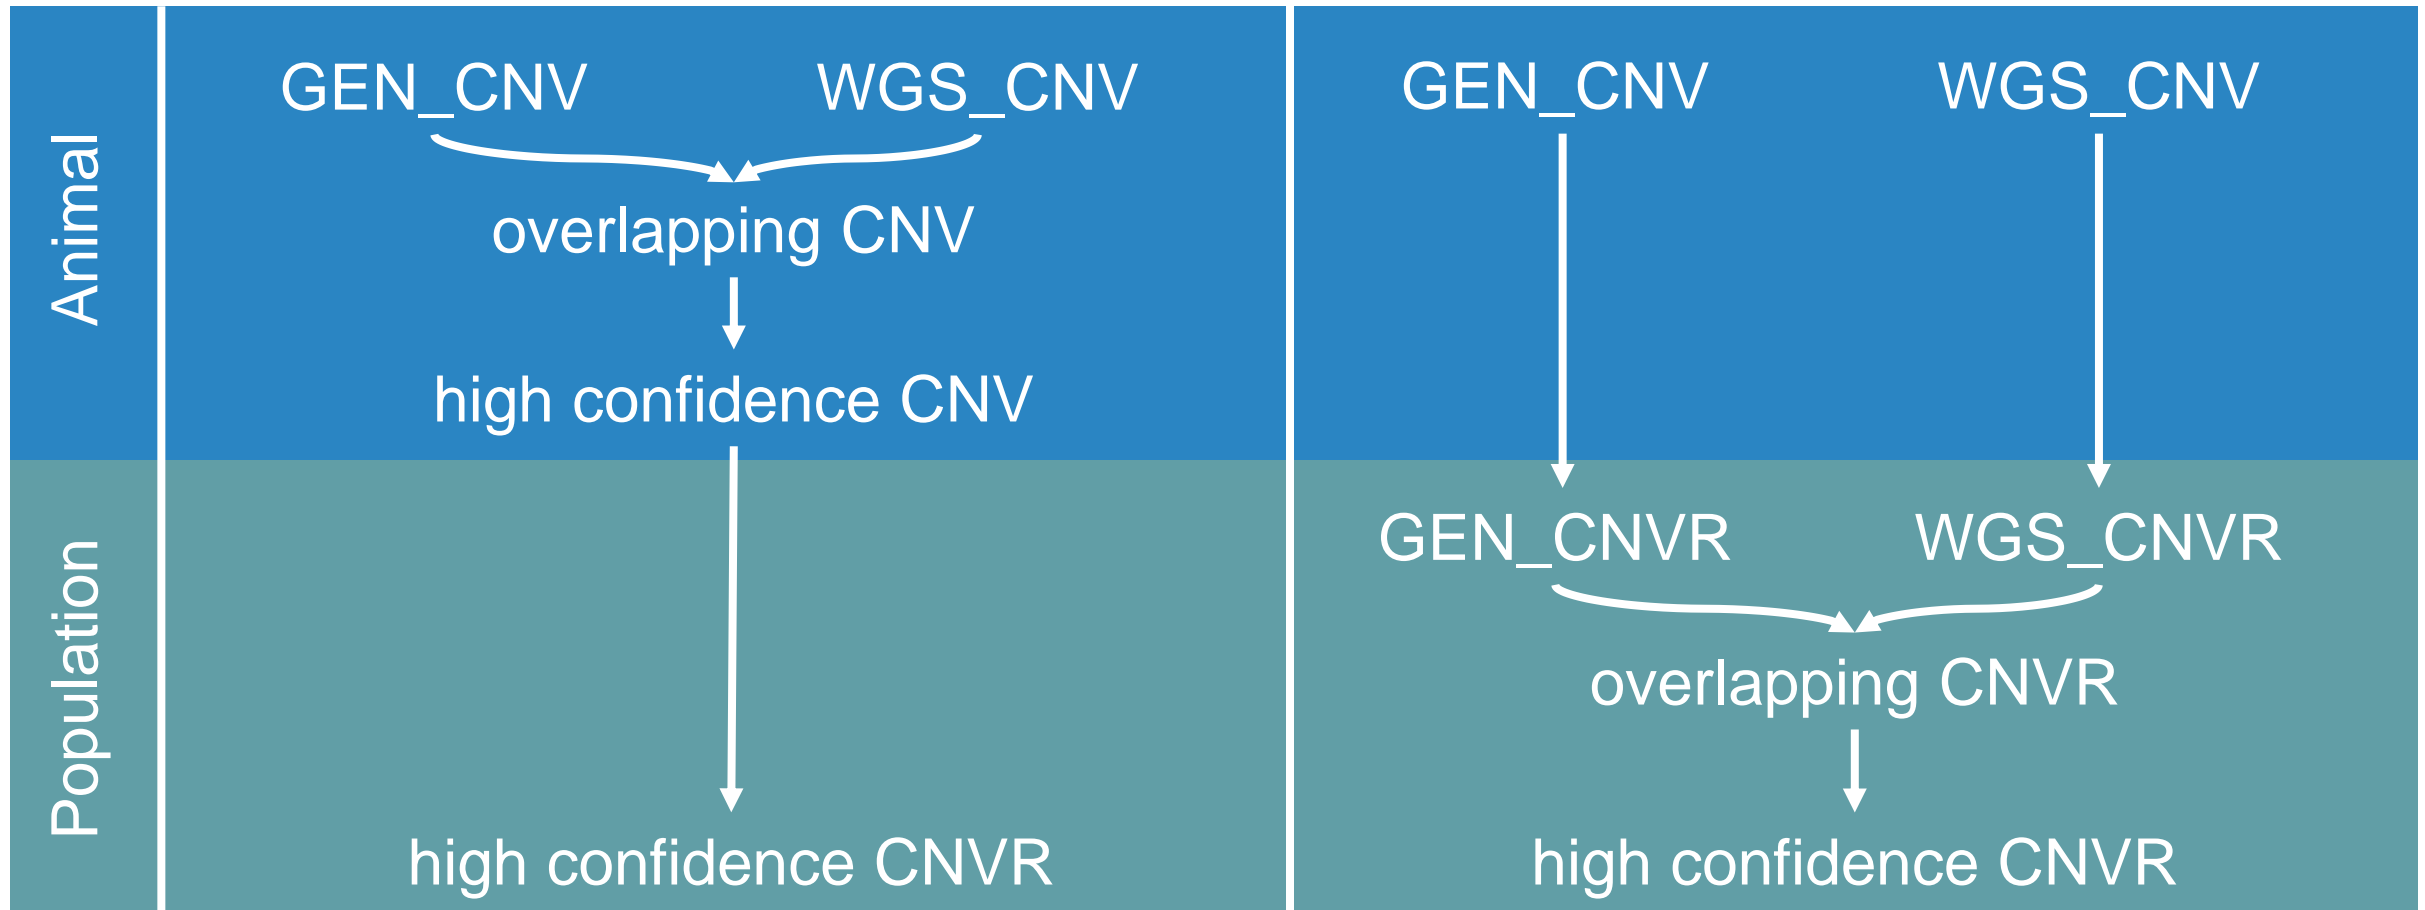 Animal
GEN_CNV
WGS_CNV
overlapping CNV
high confidence CNV
GEN_CNV
WGS_CNV
Population
high confidence CNVR
GEN_CNVR
WGS_CNVR
overlapping CNVR
high confidence CNVR